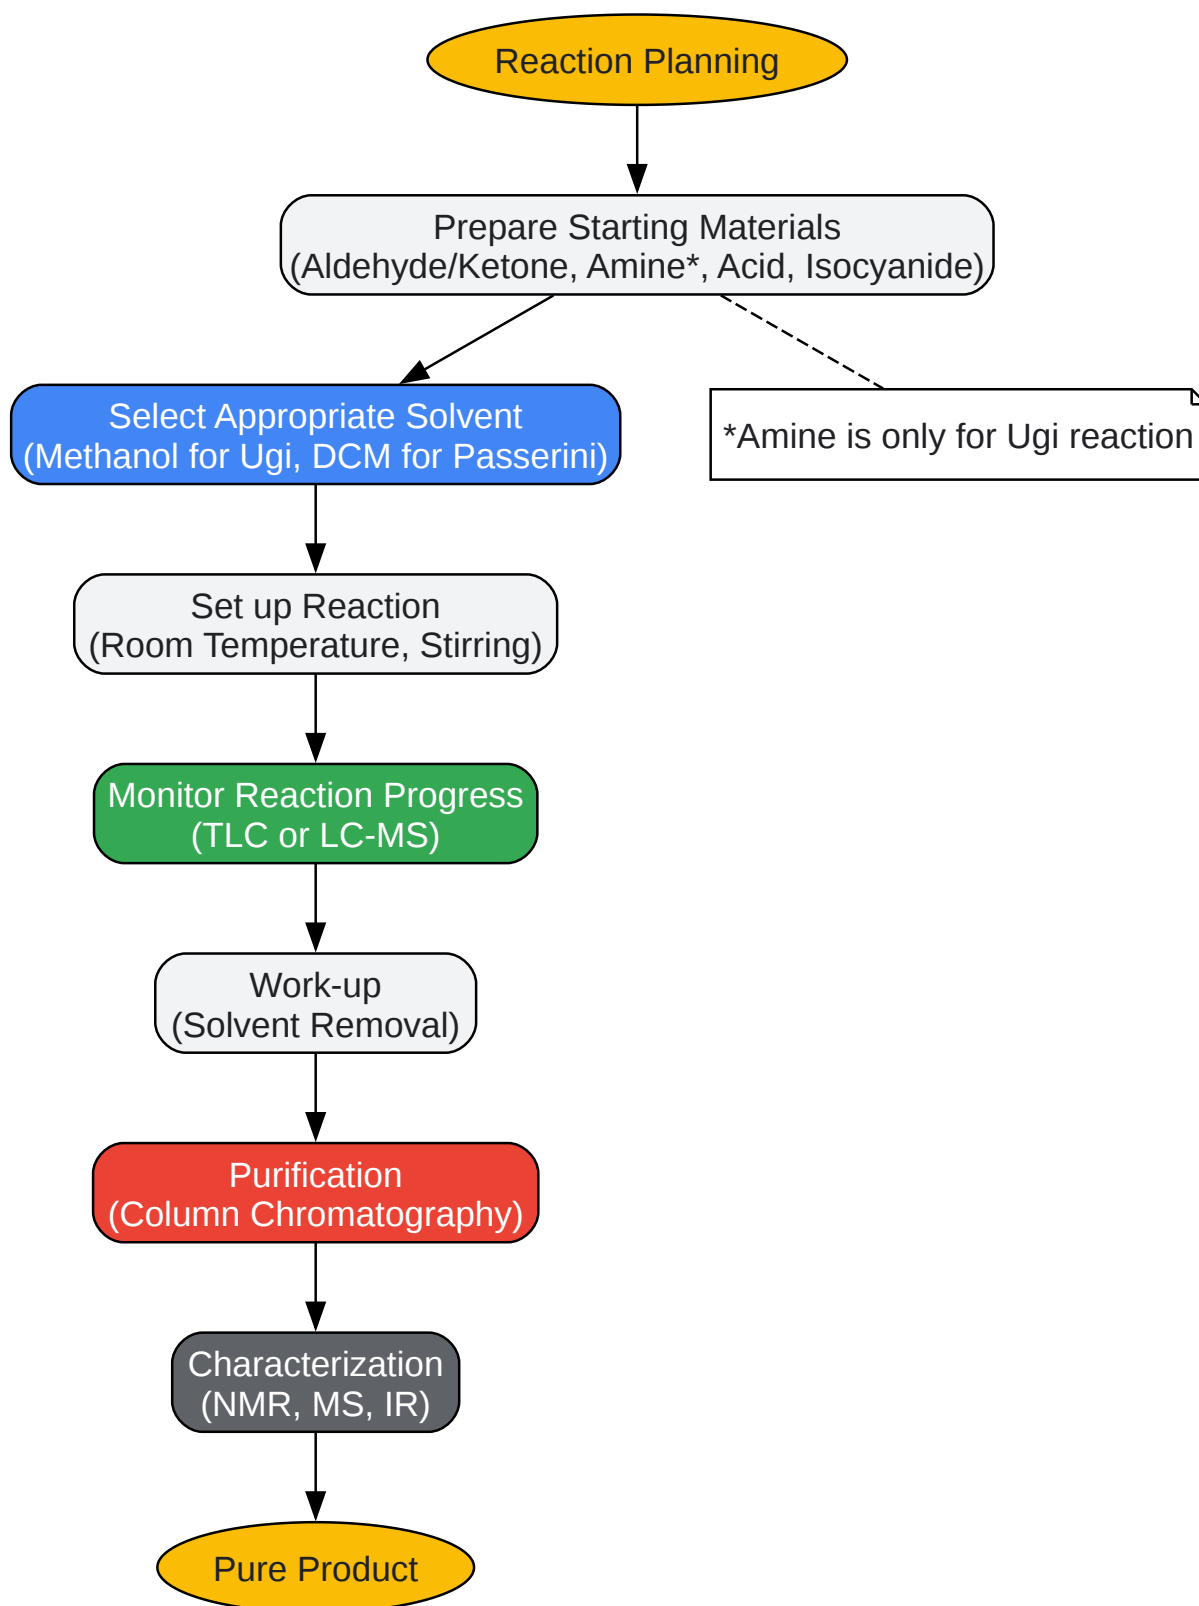 Reaction Planning
Prepare Starting Materials
(Aldehyde/Ketone, Amine*, Acid, Isocyanide)
Select Appropriate Solvent
(Methanol for Ugi, DCM for Passerini)
*Amine is only for Ugi reaction
Set up Reaction
(Room Temperature, Stirring)
Monitor Reaction Progress
(TLC or LC-MS)
Work-up
(Solvent Removal)
Purification
(Column Chromatography)
Characterization
(NMR, MS, IR)
Pure Product